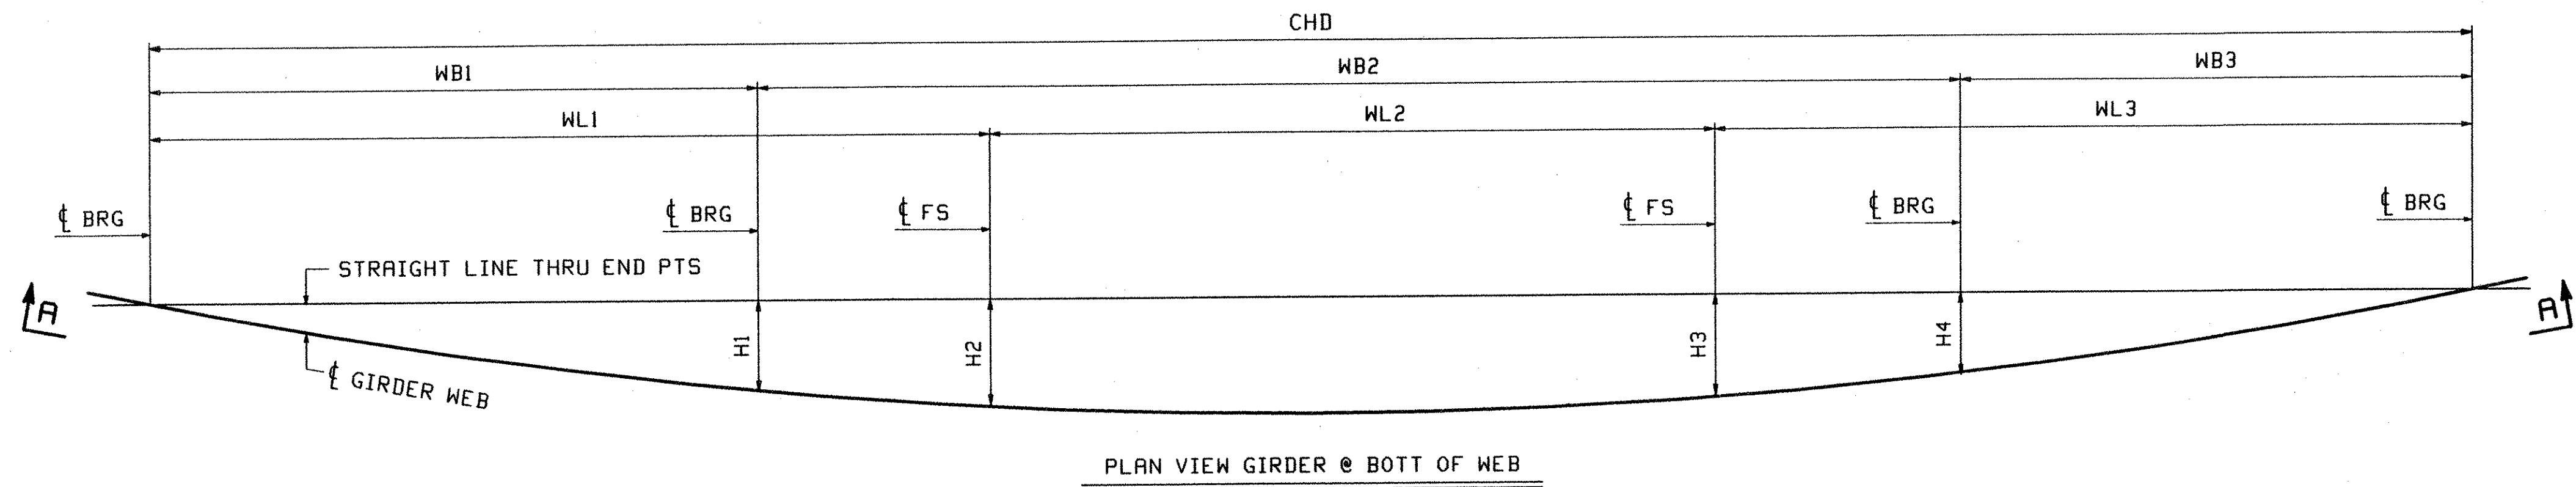 CHD
WB1 WB2 WB3
WL1 WL2 WL3
℄ BRG ℄ BRG ℄ FS ℄ FS ℄ BRG ℄ BRG
STRAIGHT LINE THRU END PTS
A A
H1 H2 H3 H4
℄ GIRDER WEB
PLAN VIEW GIRDER @ BOTT OF WEB